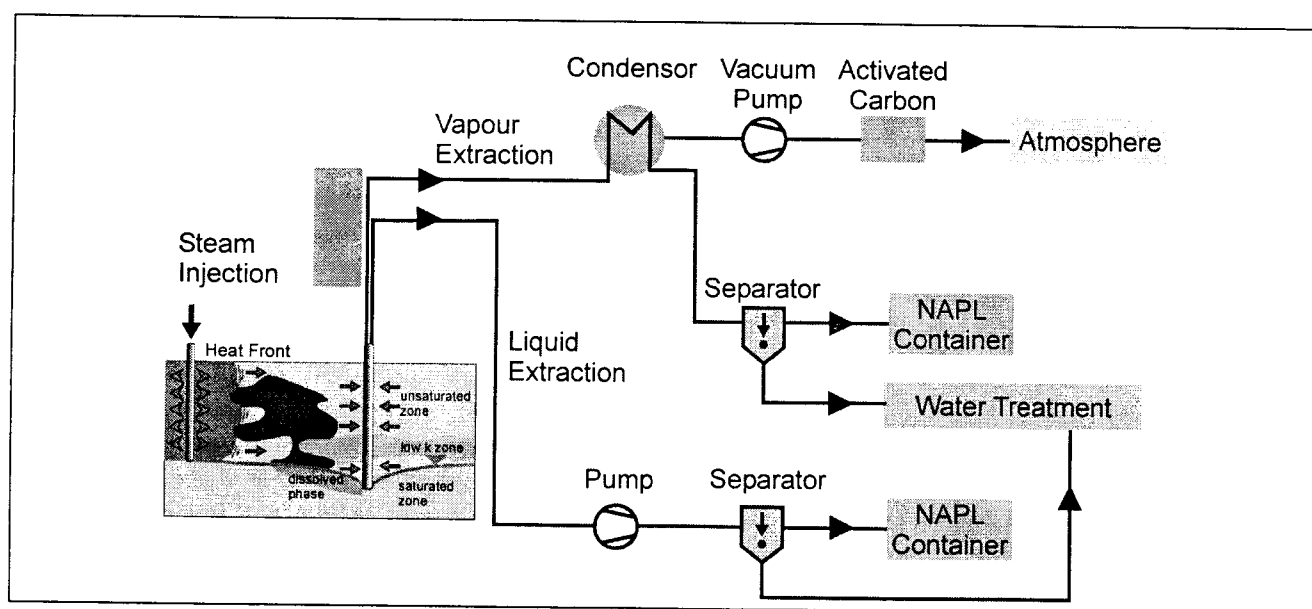 Condensor
Vacuum
Pump
Activated
Carbon
Atmosphere
Vapour
Extraction
Steam
Injection
Heat Front
unsaturated
zone
low k zone
dissolved
phase
saturated
zone
Liquid
Extraction
Separator
NAPL
Container
Water Treatment
Pump
Separator
NAPL
Container